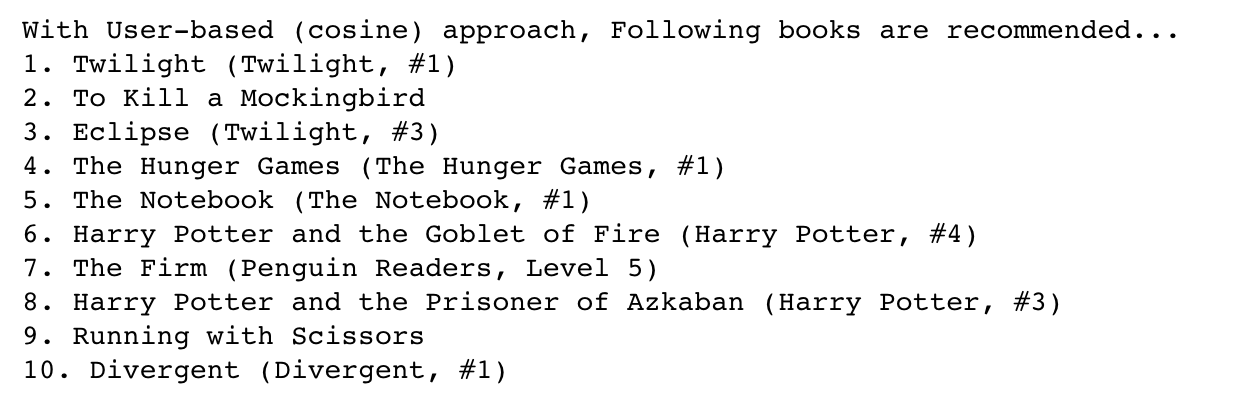 With User-based (cosine) approach, Following books are recommended...
1. Twilight (Twilight, #1)
2. To Kill a Mockingbird
3. Eclipse (Twilight, #3)
4. The Hunger Games (The Hunger Games, #1)
5. The Notebook (The Notebook, #1)
6. Harry Potter and the Goblet of Fire (Harry Potter, #4)
7. The Firm (Penguin Readers, Level 5)
8. Harry Potter and the Prisoner of Azkaban (Harry Potter, #3)
9. Running with Scissors
10. Divergent (Divergent, #1)